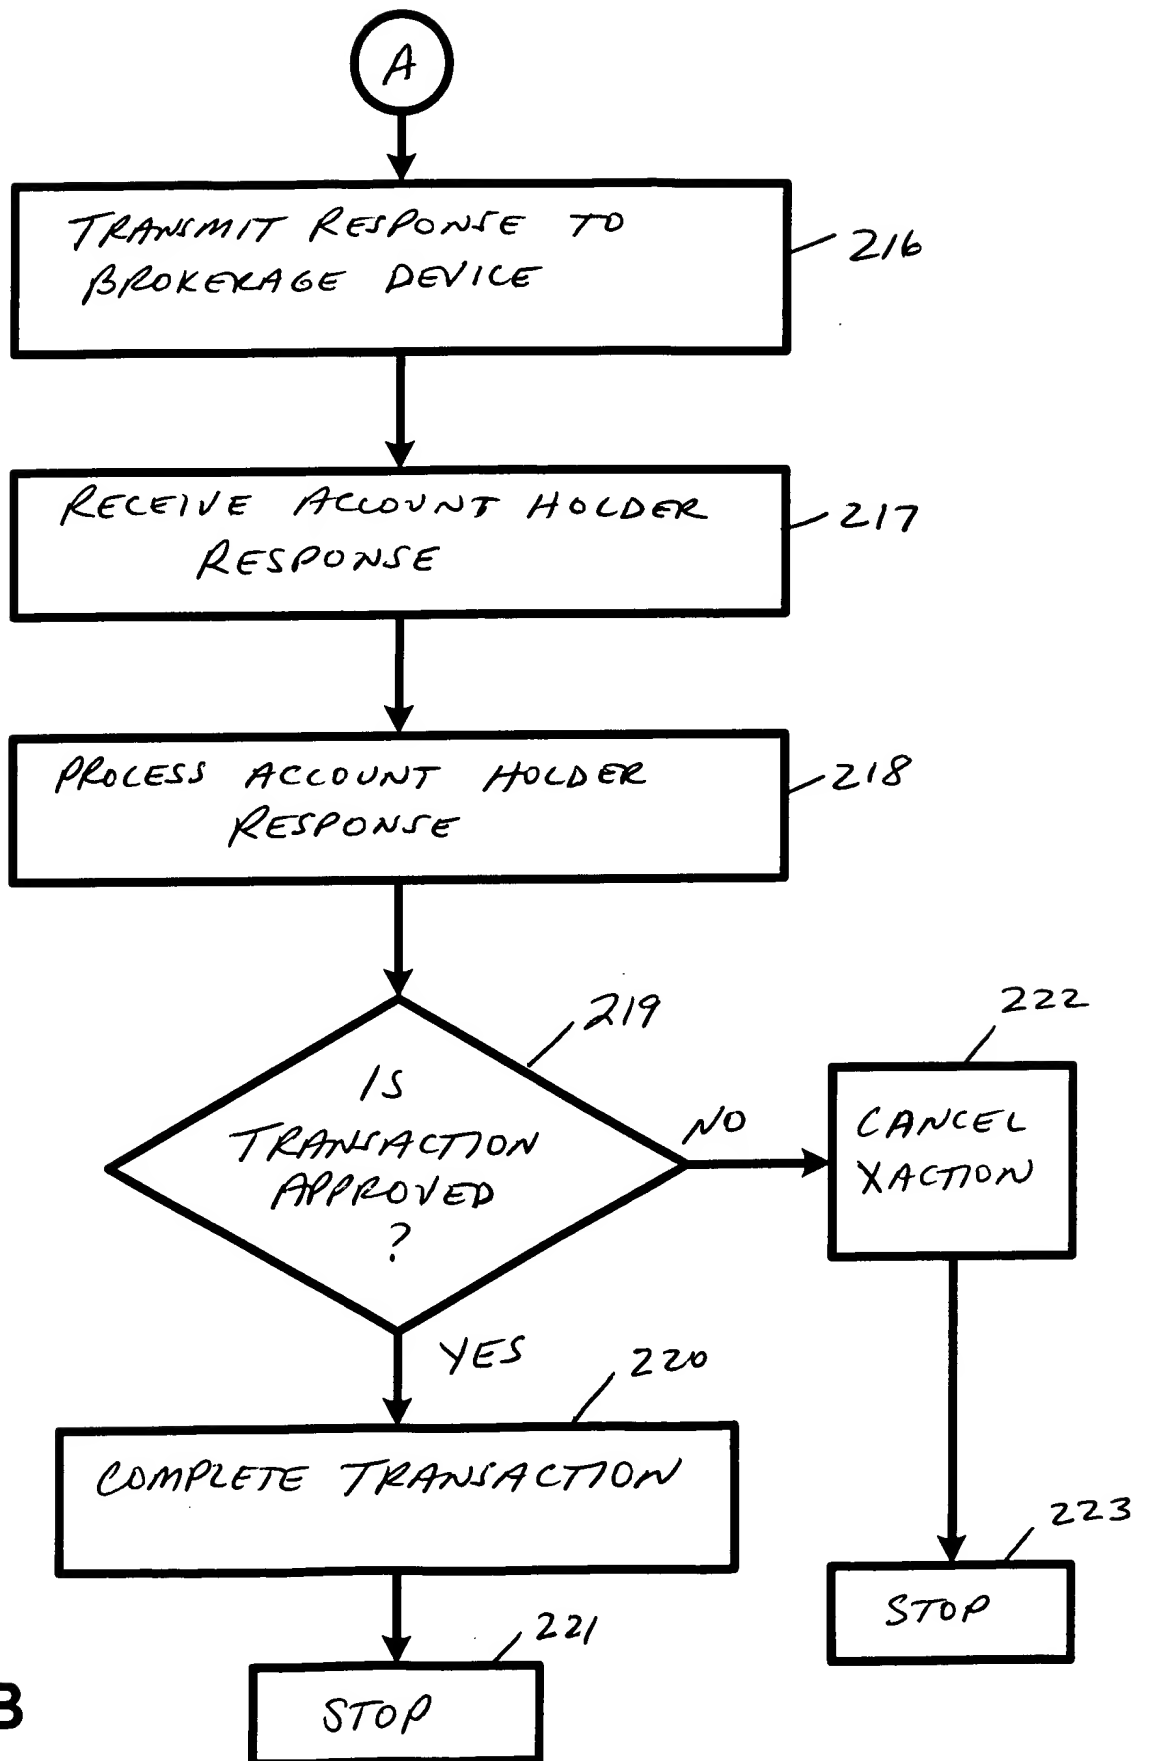 A
TRANSMIT RESPONSE TO
BROKERAGE DEVICE
216
RECEIVE ACCOUNT HOLDER
RESPONSE
217
PROCESS ACCOUNT HOLDER
RESPONSE
218
219
IS
TRANSACTION
APPROVED
?
NO
222
CANCEL
XACTION
YES
220
COMPLETE TRANSACTION
223
STOP
221
STOP
B